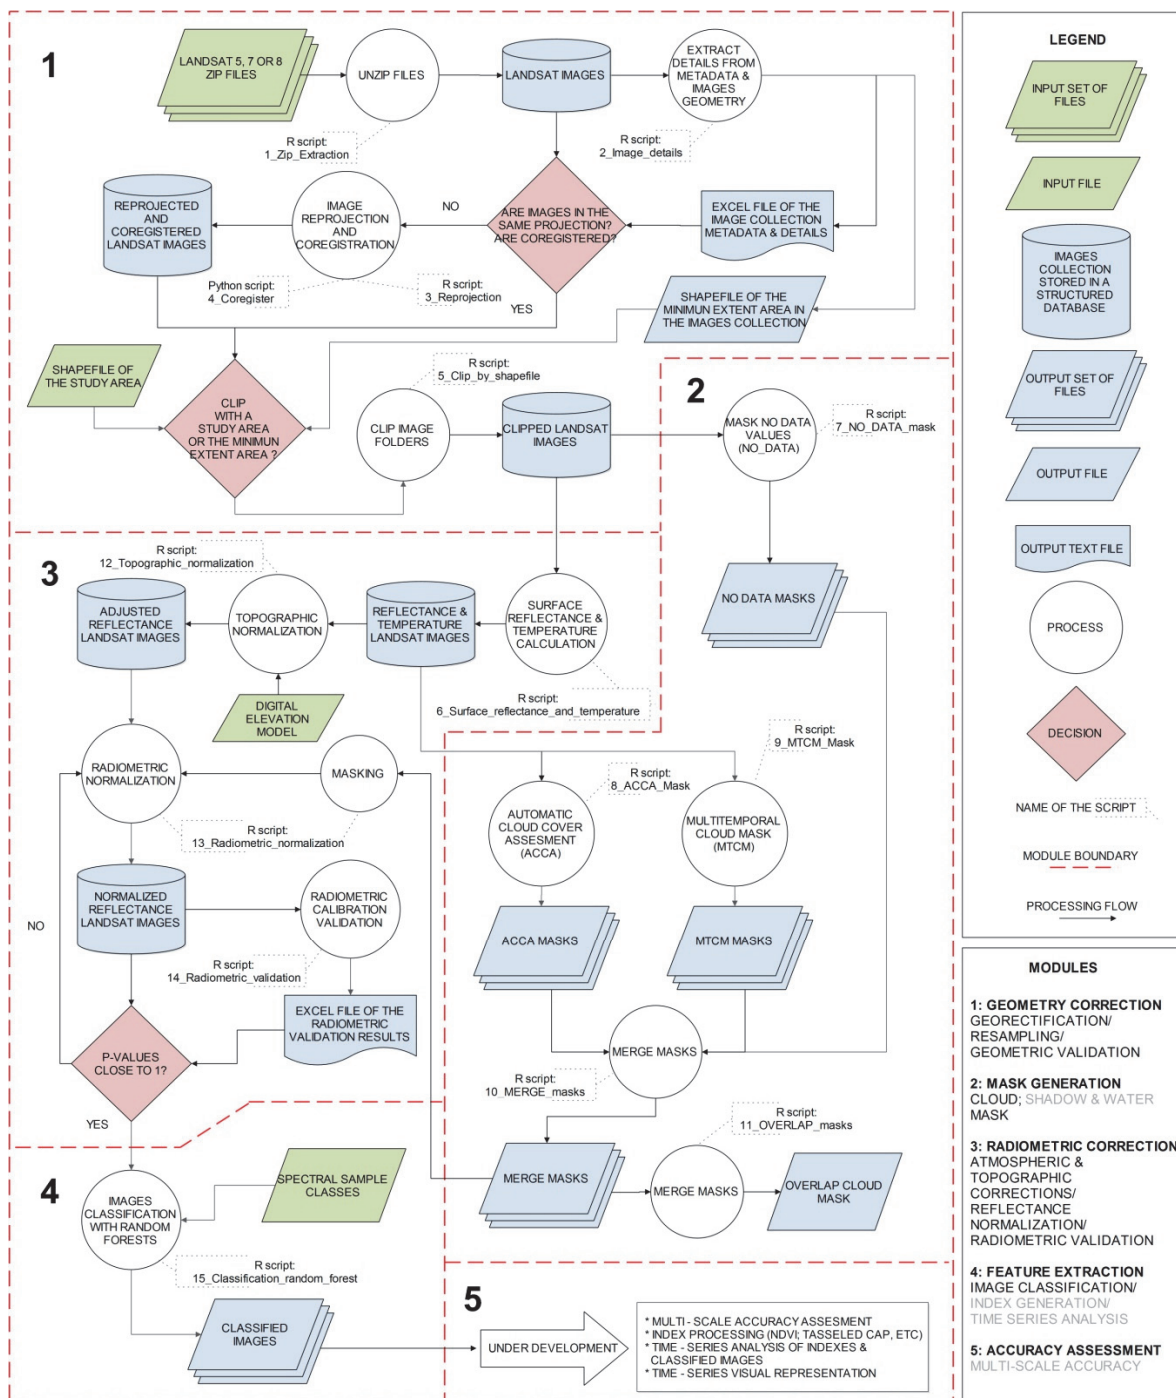 1
LANDSAT 5, 7 OR 8
ZIP FILES
UNZIP FILES
LANDSAT IMAGES
EXTRACT
DETAILS FROM
METADATA &
IMAGES
GEOMETRY
R script:
1_Zip_Extraction
R script:
2_Image_details
REPROJECTED
AND
COREGISTERED
LANDSAT IMAGES
IMAGE
REPROJECTION
AND
COREGISTRATION
NO
ARE IMAGES IN THE
SAME PROJECTION?
ARE COREGISTERED?
EXCEL FILE OF THE
IMAGE COLLECTION
METADATA & DETAILS
Python script:
4_Coregister
R script:
3_Reprojection
YES
SHAPEFILE OF THE
MINIMUN EXTENT AREA IN
THE IMAGES COLLECTION
SHAPEFILE OF
THE STUDY AREA
CLIP
WITH A
STUDY AREA
OR THE MINIMUN
EXTENT AREA ?
R script:
5_Clip_by_shapefile
CLIP IMAGE
FOLDERS
CLIPPED LANDSAT
IMAGES
2
MASK NO DATA
VALUES
(NO_DATA)
R script:
7_NO_DATA_mask
NO DATA MASKS
3
R script:
12_Topographic_normalization
ADJUSTED
REFLECTANCE
LANDSAT IMAGES
TOPOGRAPHIC
NORMALIZATION
REFLECTANCE &
TEMPERATURE
LANDSAT IMAGES
SURFACE
REFLECTANCE &
TEMPERATURE
CALCULATION
R script:
6_Surface_reflectance_and_temperature
DIGITAL
ELEVATION
MODEL
RADIOMETRIC
NORMALIZATION
MASKING
R script:
13_Radiometric_normalization
R script:
9_MTCM_Mask
R script:
8_ACCA_Mask
AUTOMATIC
CLOUD COVER
ASSESMENT
(ACCA)
MULTITEMPORAL
CLOUD MASK
(MTCM)
NORMALIZED
REFLECTANCE
LANDSAT IMAGES
RADIOMETRIC
CALIBRATION
VALIDATION
NO
R script:
14_Radiometric_validation
ACCA MASKS
MTCM MASKS
EXCEL FILE OF THE
RADIOMETRIC
VALIDATION RESULTS
P-VALUES
CLOSE TO 1?
YES
MERGE MASKS
R script:
10_MERGE_masks
R script:
11_OVERLAP_masks
MERGE MASKS
MERGE MASKS
OVERLAP CLOUD
MASK
4
IMAGES
CLASSIFICATION
WITH RANDOM
FORESTS
SPECTRAL SAMPLE
CLASSES
R script:
15_Classification_random_forest
CLASSIFIED
IMAGES
5
UNDER DEVELOPMENT
* MULTI - SCALE ACCURACY ASSESMENT
* INDEX PROCESSING (NDVI; TASSELED CAP, ETC)
* TIME - SERIES ANALYSIS OF INDEXES &
CLASSIFIED IMAGES
* TIME - SERIES VISUAL REPRESENTATION
LEGEND
INPUT SET OF
FILES
INPUT FILE
IMAGES
COLLECTION
STORED IN A
STRUCTURED
DATABASE
OUTPUT SET OF
FILES
OUTPUT FILE
OUTPUT TEXT FILE
PROCESS
DECISION
NAME OF THE SCRIPT
MODULE BOUNDARY
PROCESSING FLOW
MODULES
1: GEOMETRY CORRECTION
GEORECTIFICATION/
RESAMPLING/
GEOMETRIC VALIDATION
2: MASK GENERATION
CLOUD; SHADOW & WATER
MASK
3: RADIOMETRIC CORRECTION
ATMOSPHERIC &
TOPOGRAPHIC
CORRECTIONS/
REFLECTANCE
NORMALIZATION/
RADIOMETRIC VALIDATION
4: FEATURE EXTRACTION
IMAGE CLASSIFICATION/
INDEX GENERATION/
TIME SERIES ANALYSIS
5: ACCURACY ASSESSMENT
MULTI-SCALE ACCURACY